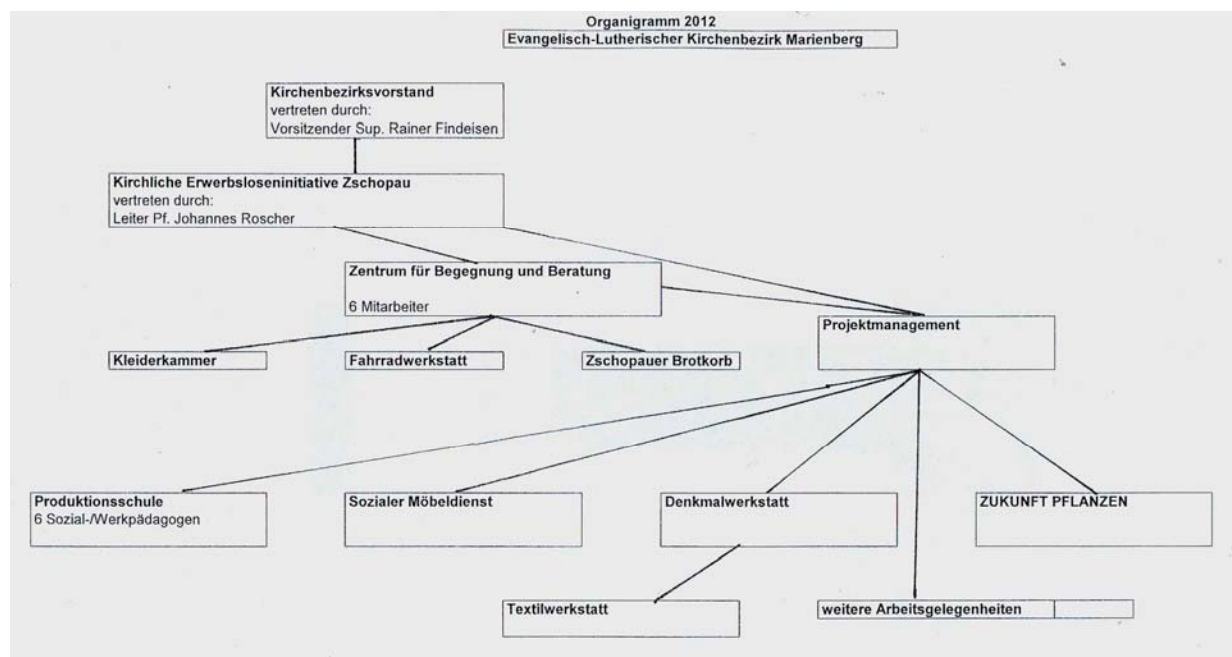 Organigramm 2012
Evangelisch-Lutherischer Kirchenbezirk Marienberg
Kirchenbezirksvorstand
vertreten durch:
Vorsitzender Sup. Rainer Findeisen
Kirchliche Erwerbsloseninitiative Zschopau
vertreten durch:
Leiter Pf. Johannes Roscher
Zentrum für Begegnung und Beratung
6 Mitarbeiter
Projektmanagement
Kleiderkammer
Fahrradwerkstatt
Zschopauer Brotkorb
Produktionsschule
6 Sozial-/Werkpädagogen
Sozialer Möbeldienst
Denkmalwerkstatt
ZUKUNFT PFLANZEN
Textilwerkstatt
weitere Arbeitsgelegenheiten